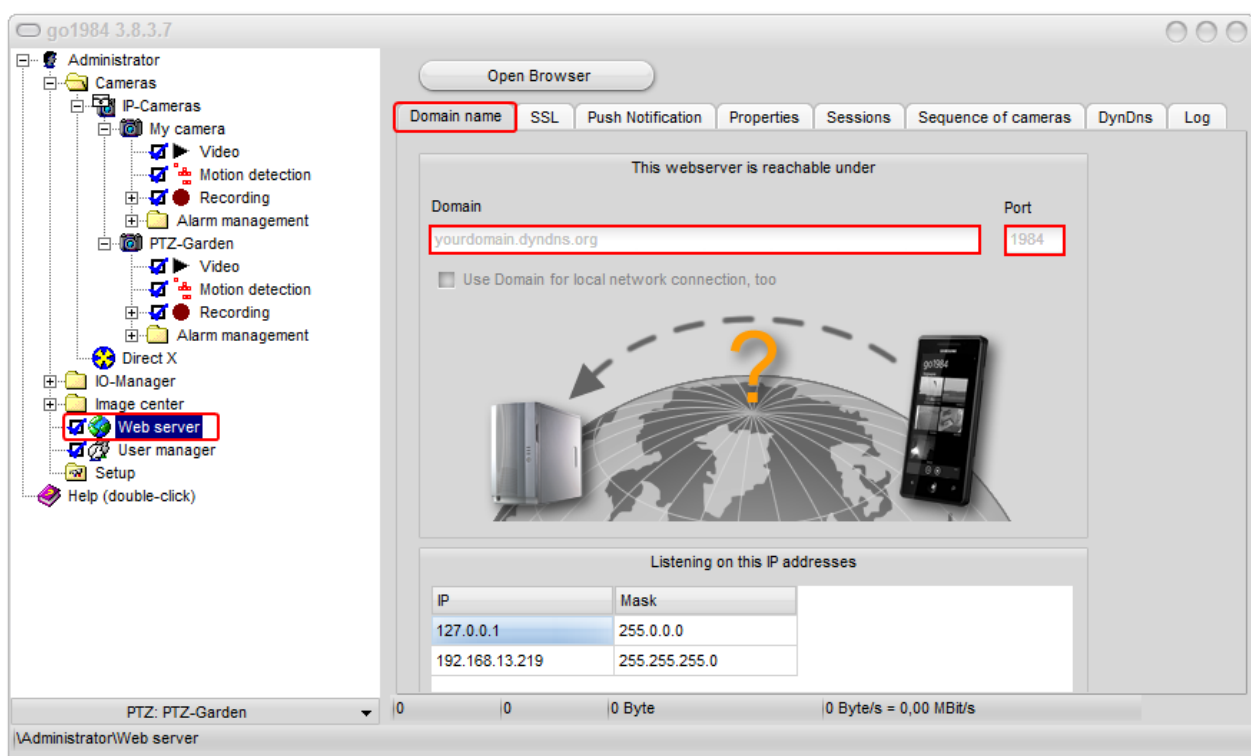 go1984 3.8.3.7
Administrator
Cameras
IP-Cameras
My camera
Video
Motion detection
Recording
Alarm management
PTZ-Garden
Video
Motion detection
Recording
Alarm management
Direct X
IO-Manager
Image center
Web server
User manager
Setup
Help (double-click)
PTZ: PTZ-Garden
Open Browser
Domain name SSL Push Notification Properties Sessions Sequence of cameras DynDns Log
This webserver is reachable under
Domain Port
yourdomain.dyndns.org 1984
Use Domain for local network connection, too
?
go1984
Listening on this IP addresses
IP Mask
127.0.0.1 255.0.0.0
192.168.13.219 255.255.255.0
0 0 0 Byte 0 Byte/s = 0,00 MBit/s
\Administrator\Web server